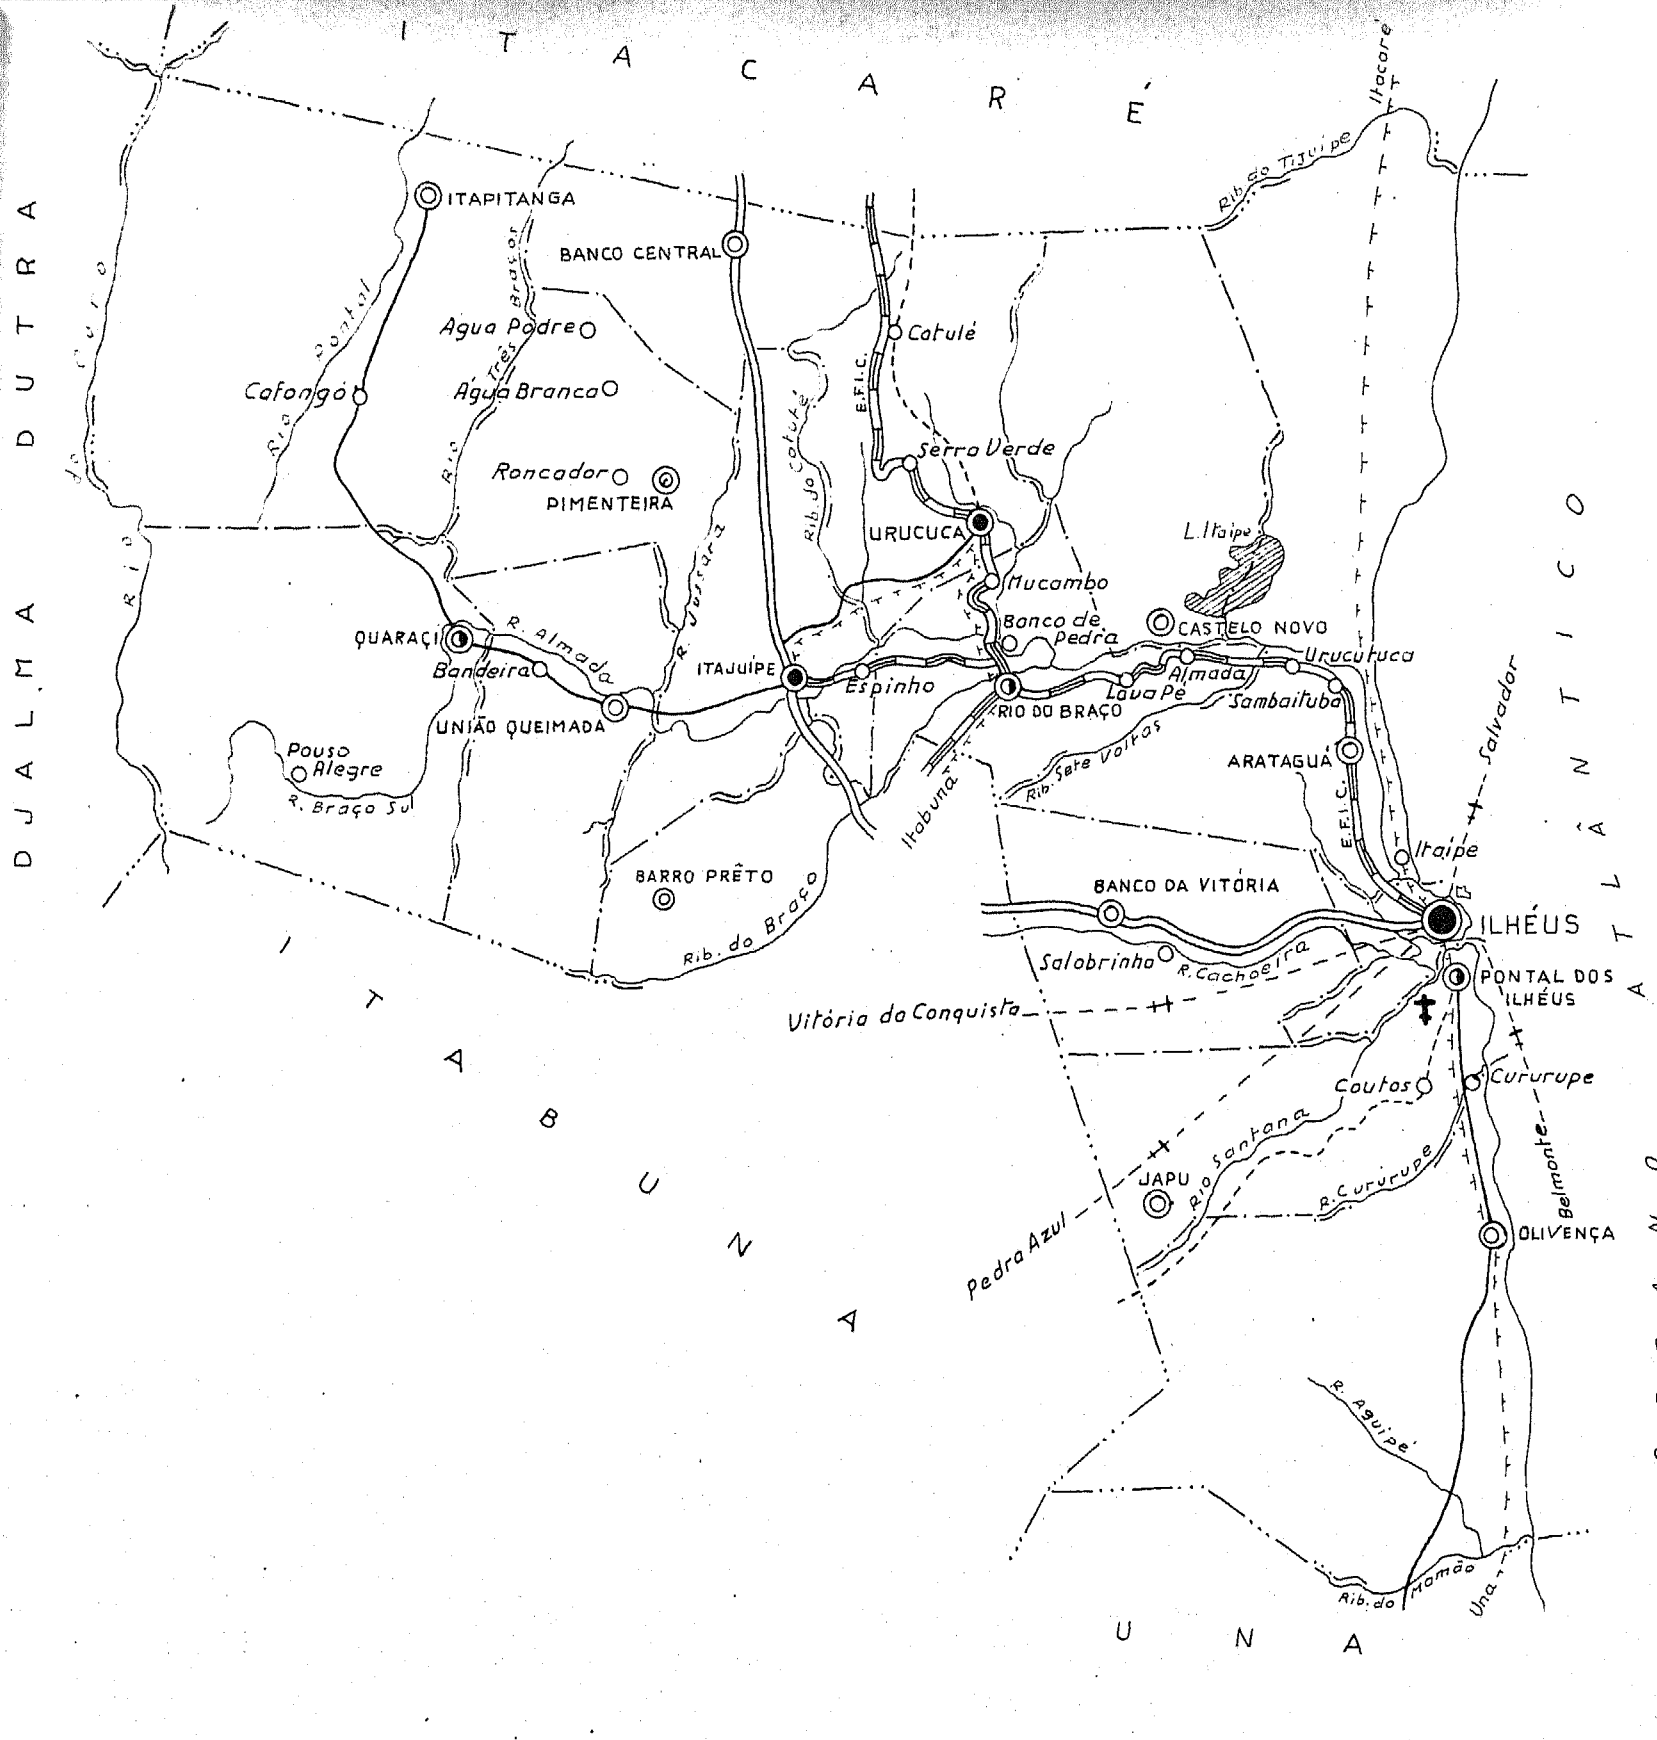 ITACARÉ
Itacaré
Rib. do Tijuípe
ITAPITANGA
BANCO CENTRAL
DJALMA DUTRA
Rio do Ouro
Rio Pontal
Rio Três Braços
Agua Podre
Água Branca
Cafongó
Catulé
E.F.I.C.
Rib. do Catulé
Serra Verde
Roncador
PIMENTEIRA
URUCUCA
L. Itaipe
Mucambo
R. Jussara
Banco de
Pedra
CASTELO NOVO
QUARAÇI
R. Almada
Bandeira
ITAJUÍPE
Espinho
Urucutuca
Almada
Lava Pé
Sambaituba
UNIÃO QUEIMADA
RIO DO BRAÇO
Pouso
Alegre
R. Braço Sul
Rib. Sete Voltas
ARATAGUÁ
Salvador
Itabuna
E.F.I.C.
Itaipe
BARRO PRÊTO
BANCO DA VITÓRIA
Rib. do Braço
ILHÉUS
Salobrinho
R. Cachoeira
PONTAL DOS
ILHÉUS
Vitória da Conquista
ITABUNA
Coutos
Cururupe
Rio Santana
JAPU
R. Cururupe
Belmonte
Pedra Azul
OLIVENÇA
R. Aguipé
Rib. do Mamão
Una
UNA
ATLÂNTICO